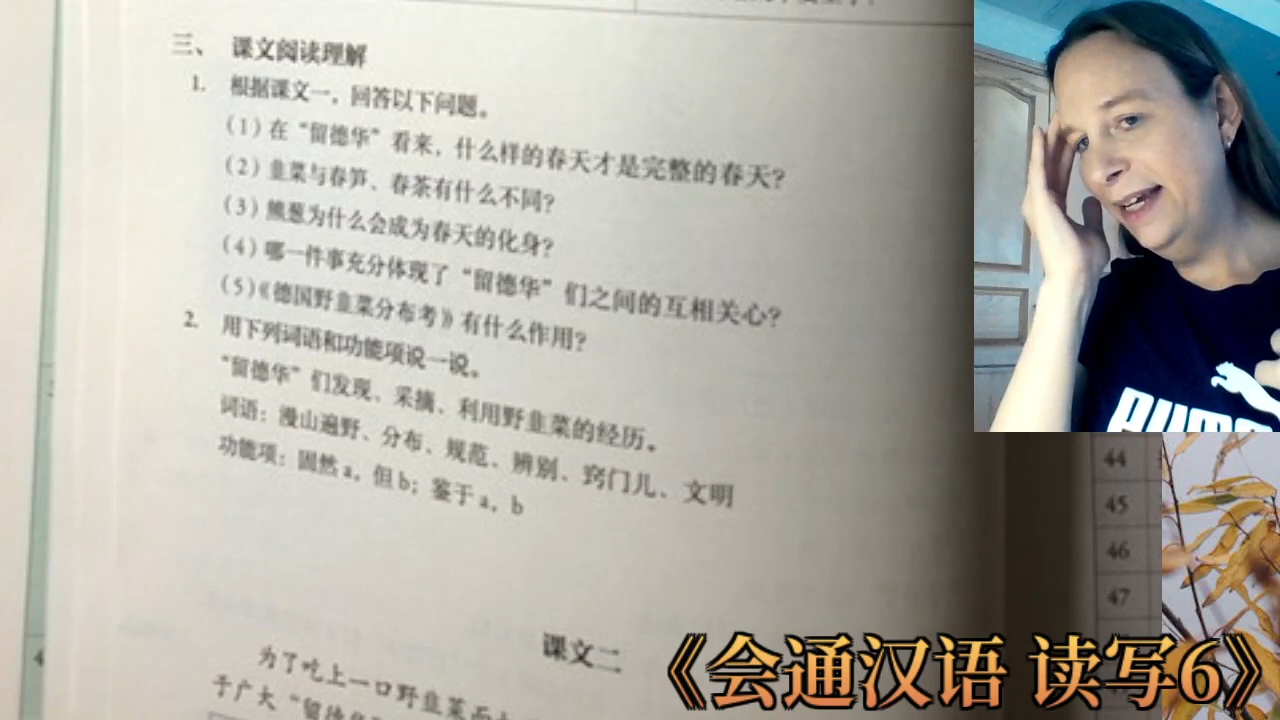 三、 课文阅读理解
1. 根据课文一，回答以下问题。
(1) 在“留德华”看来，什么样的春天才是完整的春天?
(2) 韭菜与春笋、春茶有什么不同?
(3) 熊葱为什么会成为春天的化身?
(4) 哪一件事充分体现了“留德华”们之间的互相关心?
(5)《德国野韭菜分布考》有什么作用?
2. 用下列词语和功能项说一说。
“留德华”们发现、采摘、利用野韭菜的经历。
词语: 漫山遍野、分布、规范、辨别、窍门儿、文明
功能项: 固然a，但b; 鉴于a，b
课文二
为了吃上一口野韭菜而
于广大“留德华
44
45
46
47
4
PUMA
《会通汉语 读写6》